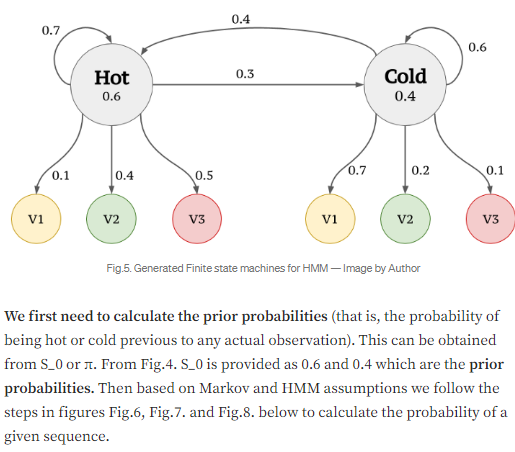 0.4
0.7
0.6
Hot
0.6
0.3
Cold
0.4
0.1
0.4
0.5
0.7
0.2
0.1
V1
V2
V3
V1
V2
V3
Fig.5. Generated Finite state machines for HMM — Image by Author
We first need to calculate the prior probabilities (that is, the probability of
being hot or cold previous to any actual observation). This can be obtained
from S_0 or π. From Fig.4. S_0 is provided as 0.6 and 0.4 which are the prior
probabilities. Then based on Markov and HMM assumptions we follow the
steps in figures Fig.6, Fig.7. and Fig.8. below to calculate the probability of a
given sequence.